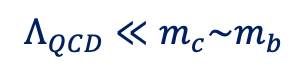 Λ_QCD ≪ m_c~m_b